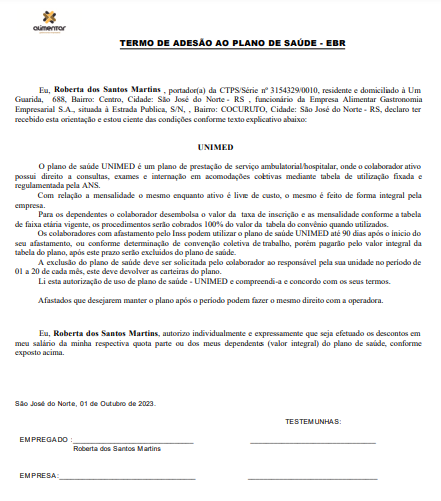 alimentar
TERMO DE ADESÃO AO PLANO DE SAÚDE - EBR
Eu, Roberta dos Santos Martins , portador(a) da CTPS/Série nº 3154329/0010, residente e domiciliado à Um
Guarida, 688, Bairro: Centro, Cidade: São José do Norte - RS , funcionário da Empresa Alimentar Gastronomia
Empresarial S.A., situada à Estrada Publica, S/N, , Bairro: COCURUTO, Cidade: São José do Norte - RS, declaro ter
recebido esta orientação e estou ciente das condições conforme texto explicativo abaixo:
UNIMED
O plano de saúde UNIMED é um plano de prestação de serviço ambulatorial/hospitalar, onde o colaborador ativo
possui direito a consultas, exames e internação em acomodações coletivas mediante tabela de utilização fixada e
regulamentada pela ANS.
Com relação a mensalidade o mesmo enquanto ativo é livre de custo, o mesmo é feito de forma integral pela
empresa.
Para os dependentes o colaborador desembolsa o valor da taxa de inscrição e as mensalidade conforme a tabela
de faixa etária vigente, os procedimentos serão cobrados 100% do valor da tabela do convênio quando utilizados.
Os colaboradores com afastamento pelo Inss podem utilizar o plano de saúde UNIMED até 90 dias após o início do
seu afastamento, ou conforme determinação de convenção coletiva de trabalho, porém pagarão pelo valor integral da
tabela do plano, após este prazo serão excluídos do plano de saúde.
A exclusão do plano de saúde deve ser solicitada pelo colaborador ao responsável pela sua unidade no período de
01 a 20 de cada mês, este deve devolver as carteiras do plano.
Li esta autorização de uso de plano de saúde - UNIMED e compreendi-a e concordo com os seus termos.
Afastados que desejarem manter o plano após o período podem fazer o mesmo direito com a operadora.
Eu, Roberta dos Santos Martins, autorizo individualmente e expressamente que seja efetuado os descontos em
meu salário da minha respectiva quota parte ou dos meus dependentes (valor integral) do plano de saúde, conforme
exposto acima.
São José do Norte, 01 de Outubro de 2023.
TESTEMUNHAS:
EMPREGADO :
Roberta dos Santos Martins
EMPRESA: